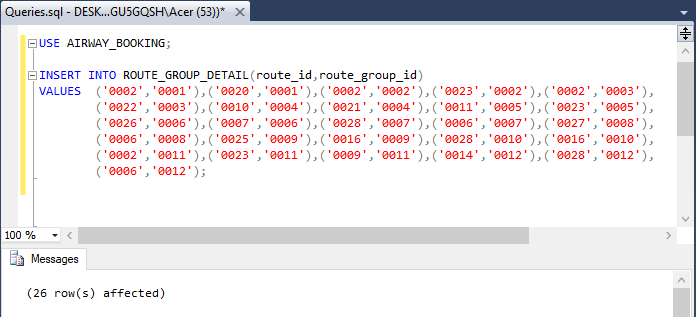 Queries.sql - DESK...GU5GQSH\Acer (53))*
USE AIRWAY_BOOKING;
INSERT INTO ROUTE_GROUP_DETAIL(route_id,route_group_id)
VALUES ('0002','0001'),('0020','0001'),('0002','0002'),('0023','0002'),('0002','0003'),
('0022','0003'),('0010','0004'),('0021','0004'),('0011','0005'),('0023','0005'),
('0026','0006'),('0007','0006'),('0028','0007'),('0006','0007'),('0027','0008'),
('0006','0008'),('0025','0009'),('0016','0009'),('0028','0010'),('0016','0010'),
('0002','0011'),('0023','0011'),('0009','0011'),('0014','0012'),('0028','0012'),
('0006','0012');
100 %
Messages
(26 row(s) affected)